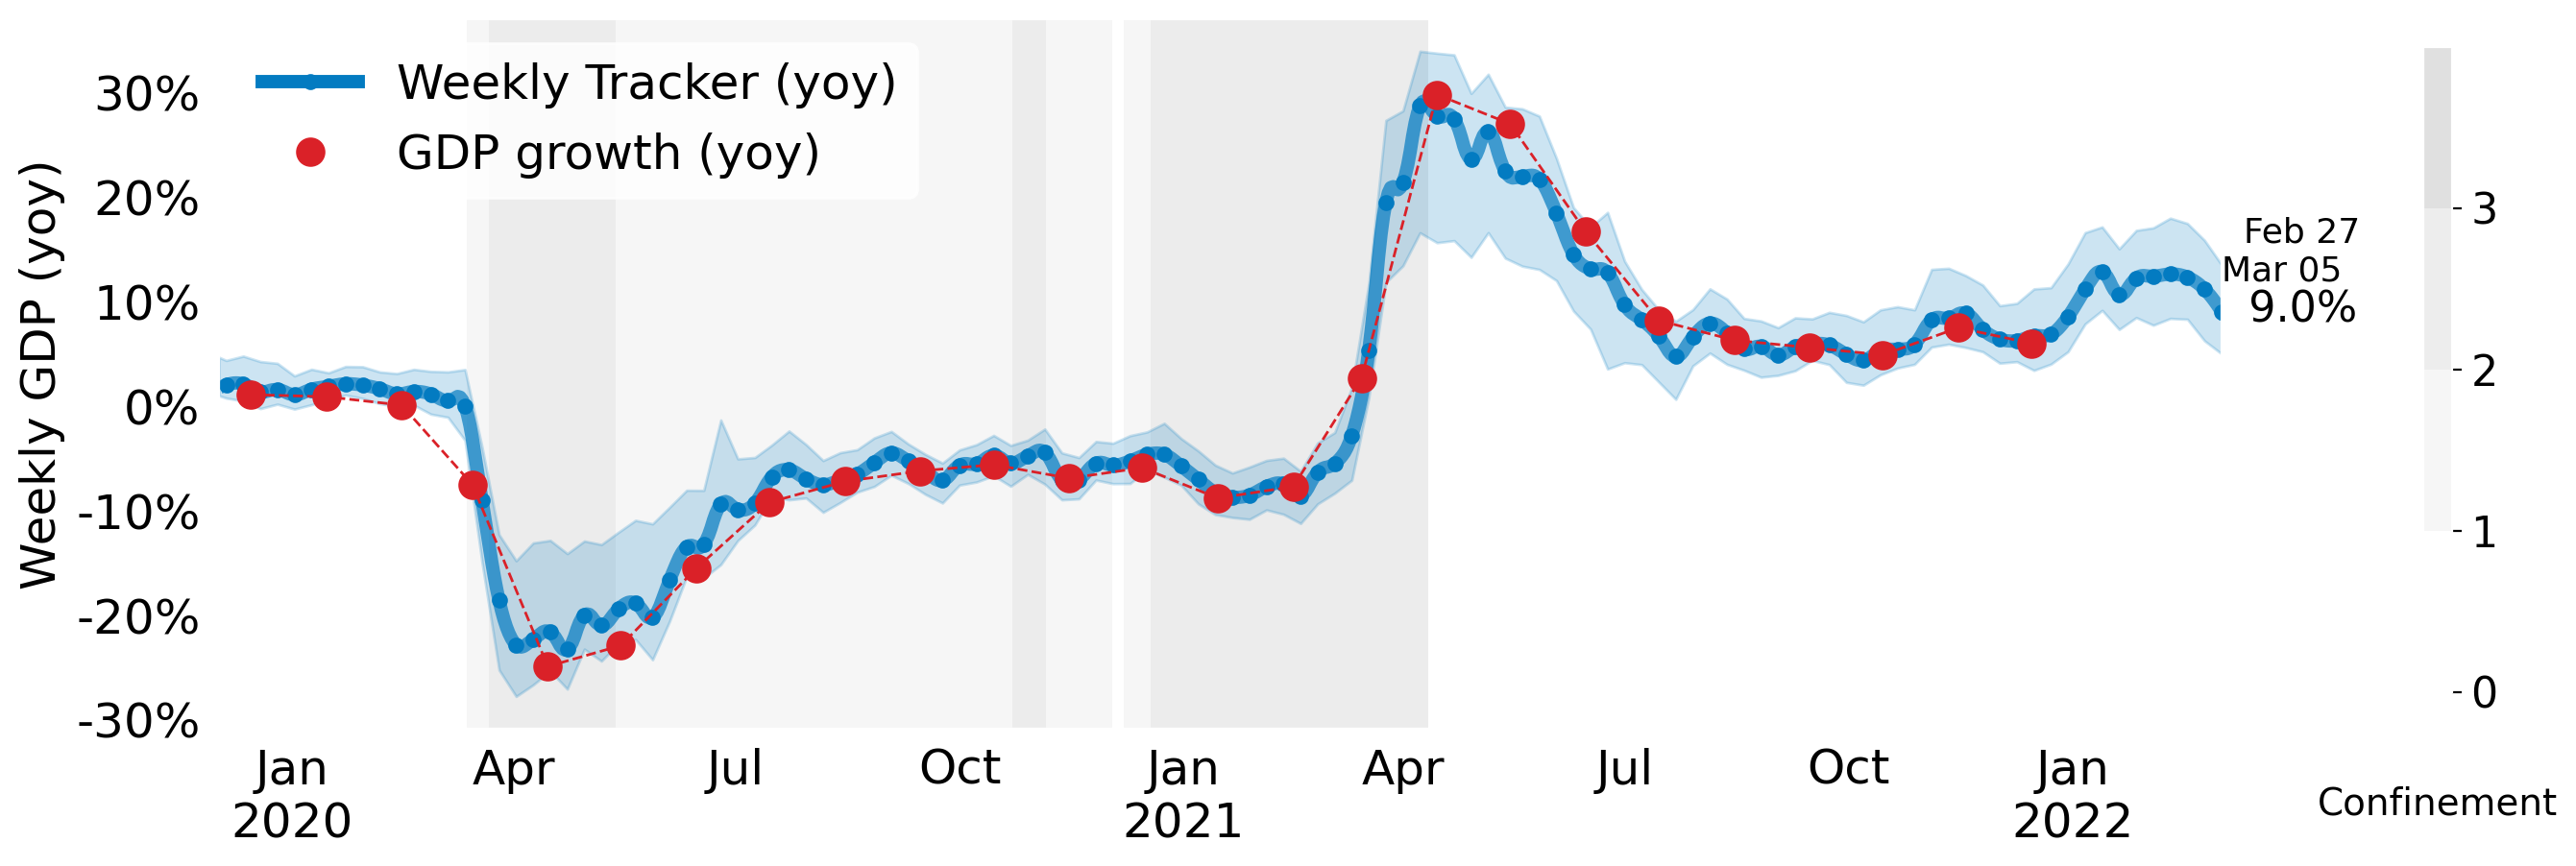 Weekly Tracker (yoy)
GDP growth (yoy)
Weekly GDP (yoy)
30%
20%
10%
0%
-10%
-20%
-30%
Jan
2020
Apr
Jul
Oct
Jan
2021
Apr
Jul
Oct
Jan
2022
Feb 27
Mar 05
9.0%
3
2
1
0
Confinement